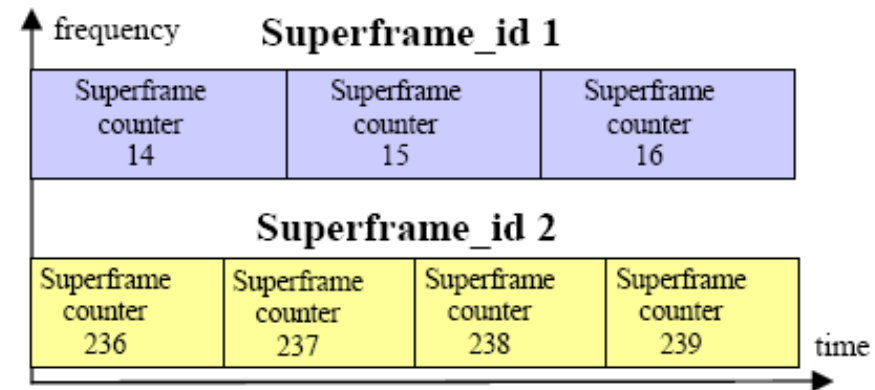 frequency
Superframe_id 1
Superframe counter 14
Superframe counter 15
Superframe counter 16
Superframe_id 2
Superframe counter 236
Superframe counter 237
Superframe counter 238
Superframe counter 239
time